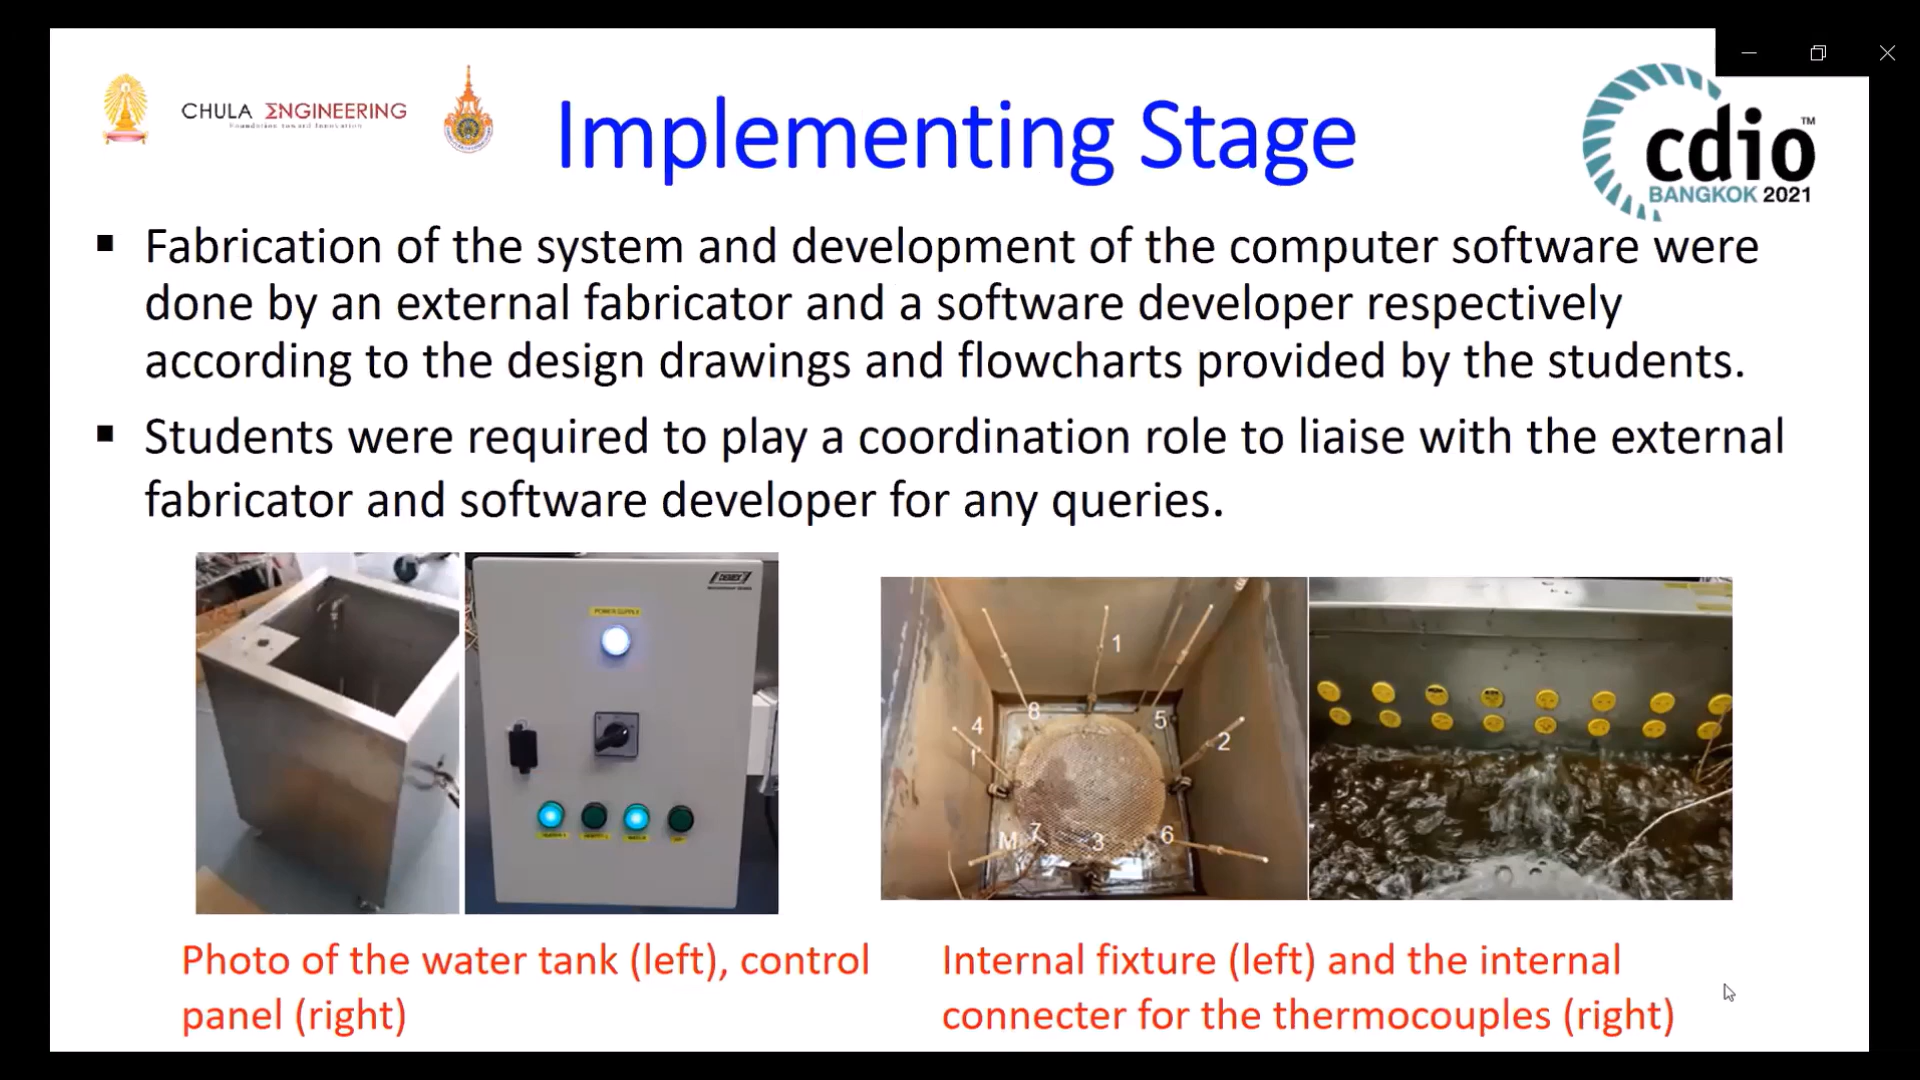 CHULA ΣNGINEERING
Foundation toward Innovation
Implementing Stage
cdio™
BANGKOK 2021
▪ Fabrication of the system and development of the computer software were
done by an external fabricator and a software developer respectively
according to the design drawings and flowcharts provided by the students.
▪ Students were required to play a coordination role to liaise with the external
fabricator and software developer for any queries.
POWER SUPPLY
1
8
5
4
2
M
7
3
6
Photo of the water tank (left), control
panel (right)
Internal fixture (left) and the internal
connecter for the thermocouples (right)